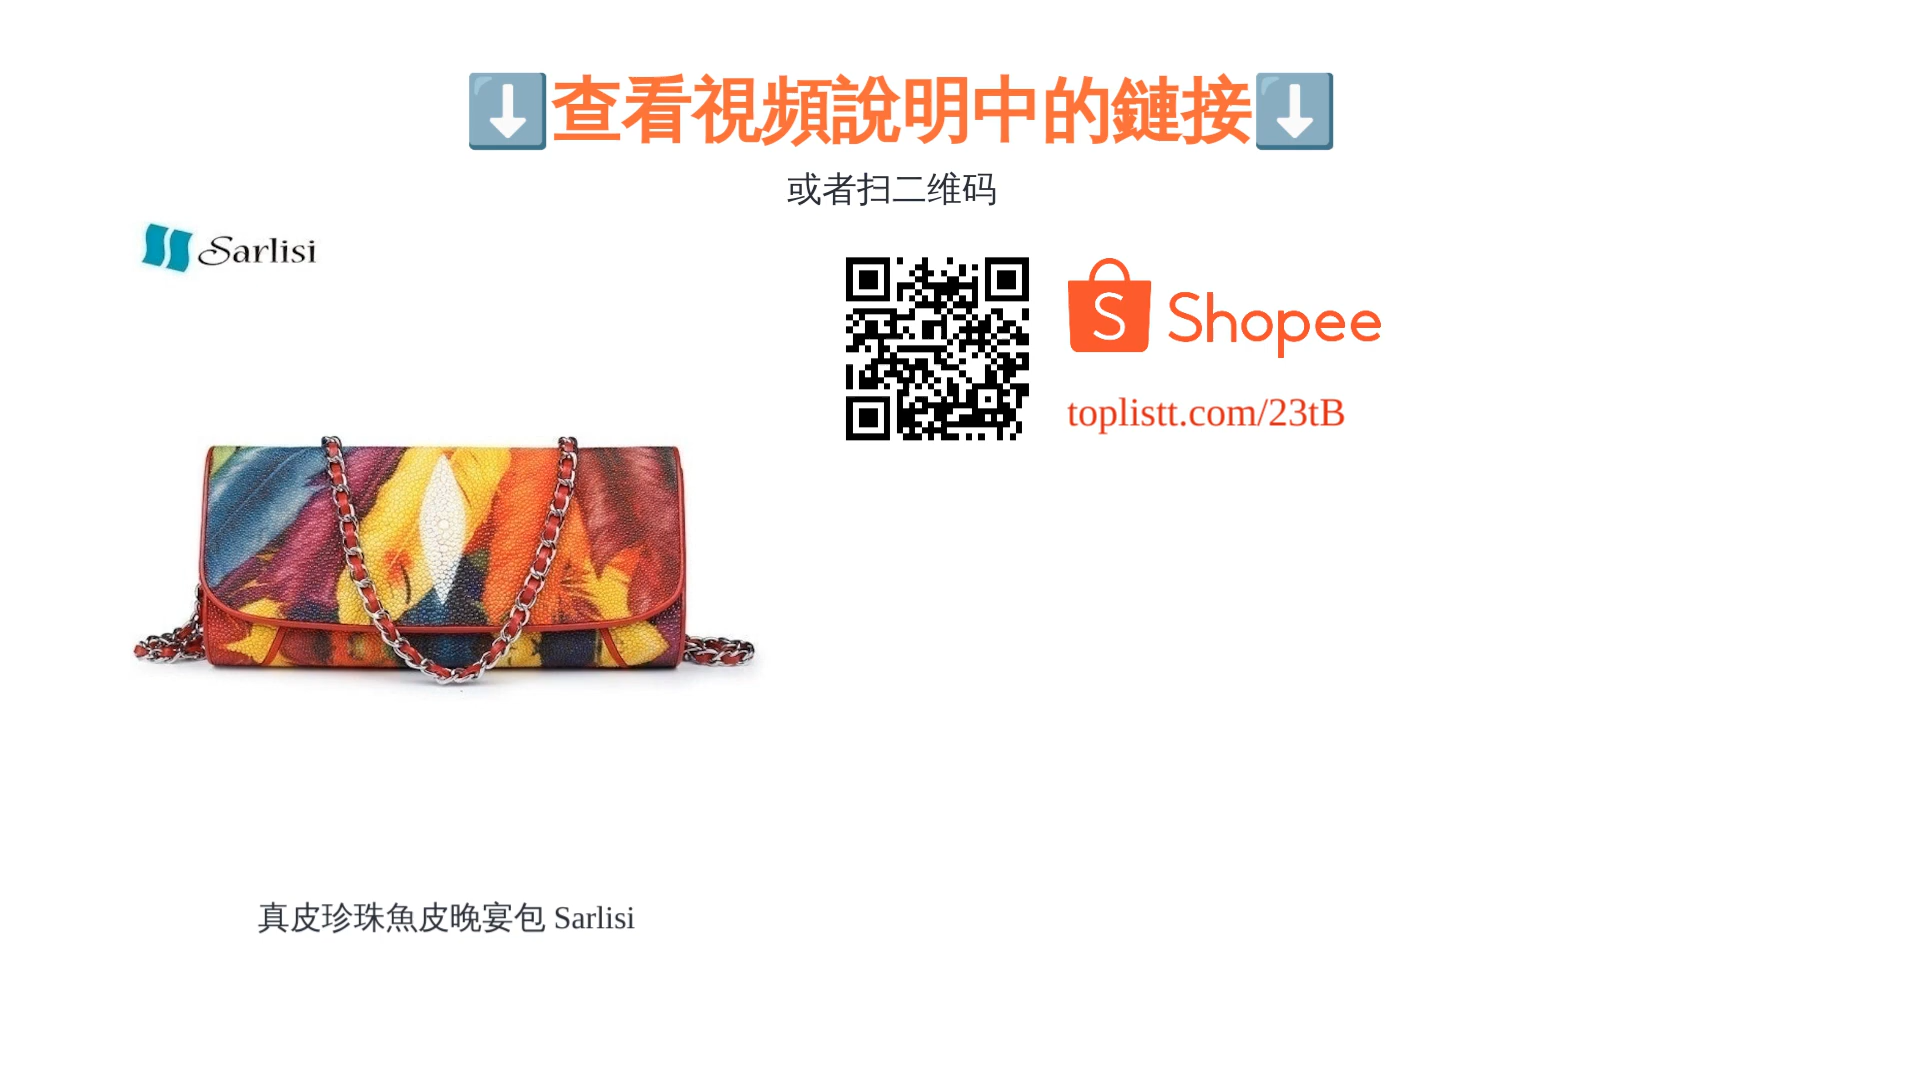 ⬇️查看視頻說明中的鏈接⬇️
或者扫二维码
Sarlisi
Shopee
toplistt.com/23tB
真皮珍珠魚皮晚宴包 Sarlisi